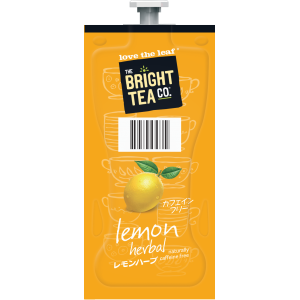 love the leaf
THE
BRIGHT
TEA CO.
カフェイン
フリー
lemon
herbal
naturally
caffeine free
レモンハーブ